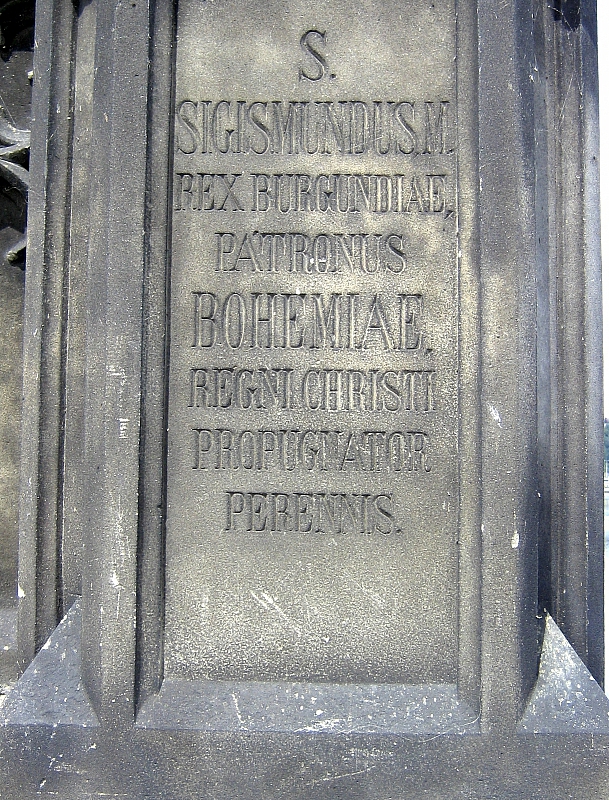 S.
SIGISMUNDUS.M.
REX BURGUNDIAE,
PATRONUS
BOHEMIAE,
REGNI CHRISTI
PROPUGNATOR
PERENNIS.